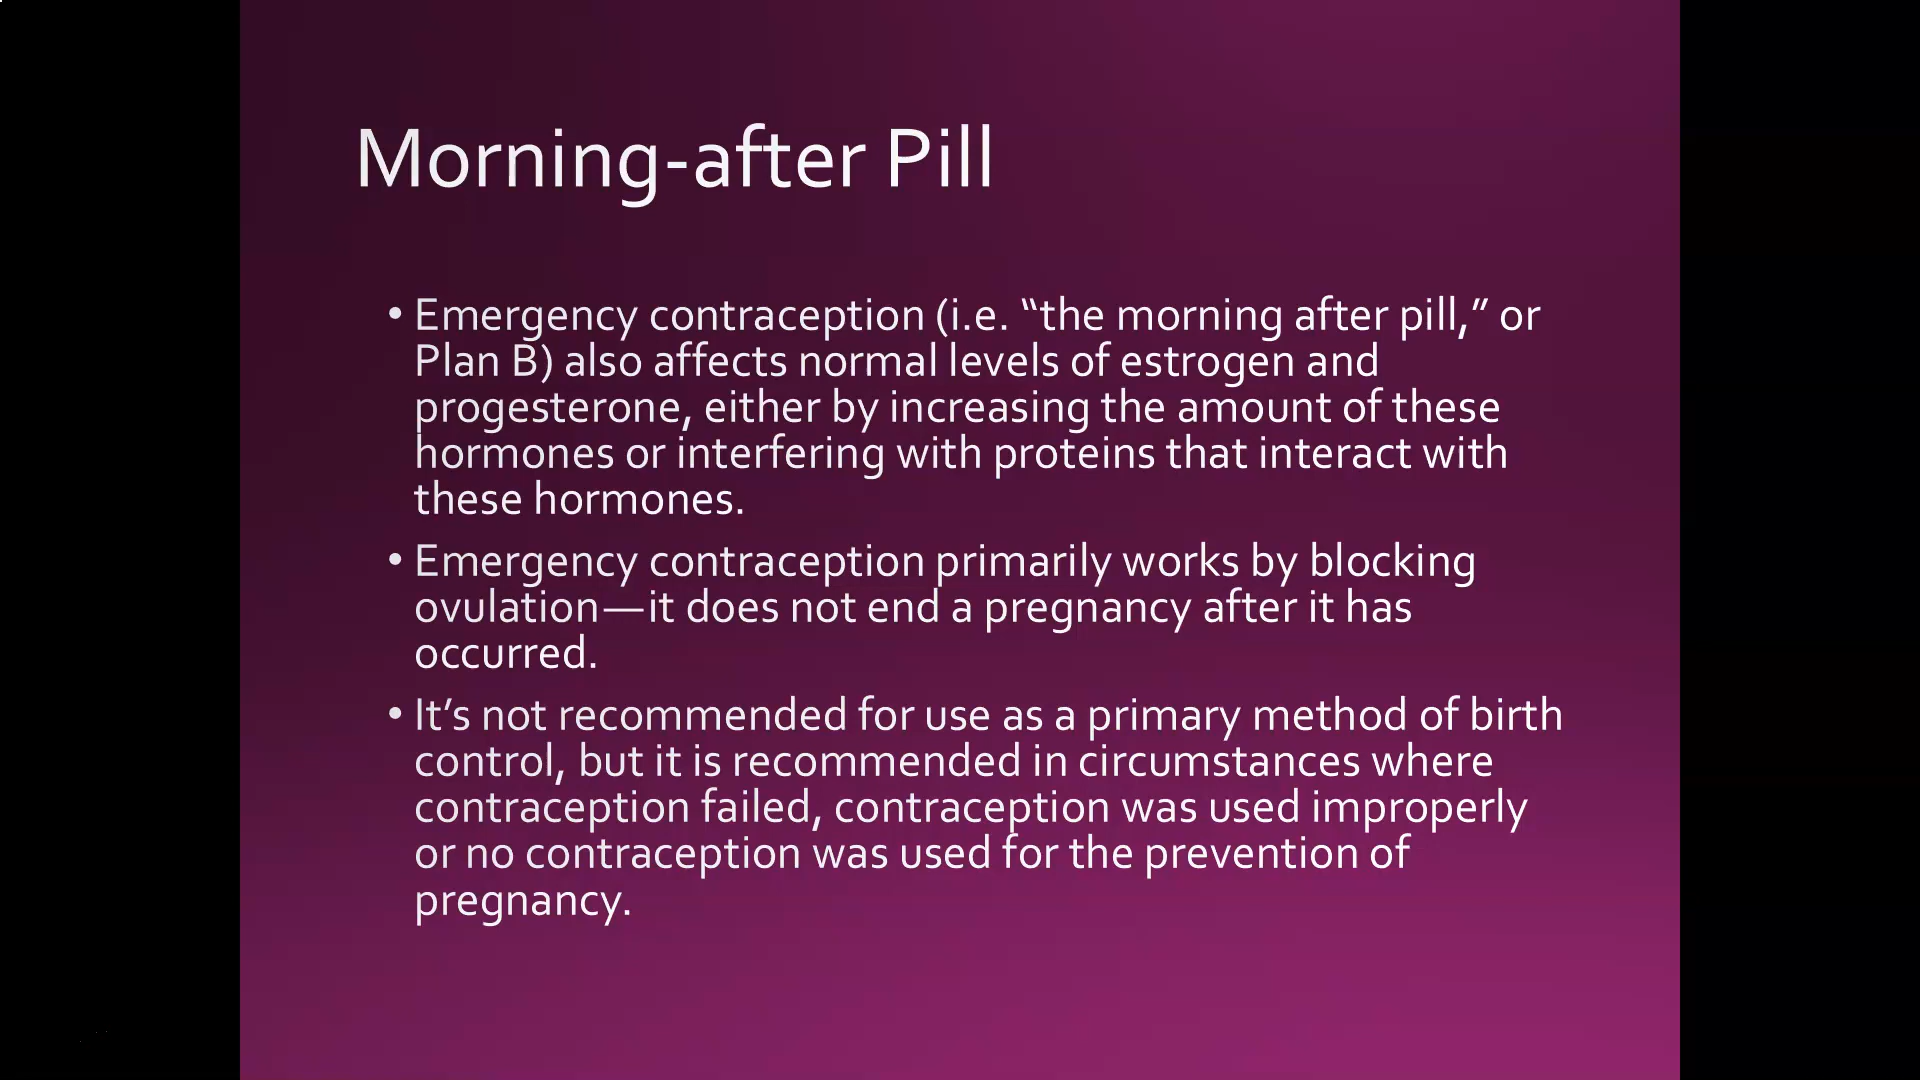 Morning-after Pill
• Emergency contraception (i.e. “the morning after pill,” or
Plan B) also affects normal levels of estrogen and
progesterone, either by increasing the amount of these
hormones or interfering with proteins that interact with
these hormones.
• Emergency contraception primarily works by blocking
ovulation—it does not end a pregnancy after it has
occurred.
• It’s not recommended for use as a primary method of birth
control, but it is recommended in circumstances where
contraception failed, contraception was used improperly
or no contraception was used for the prevention of
pregnancy.